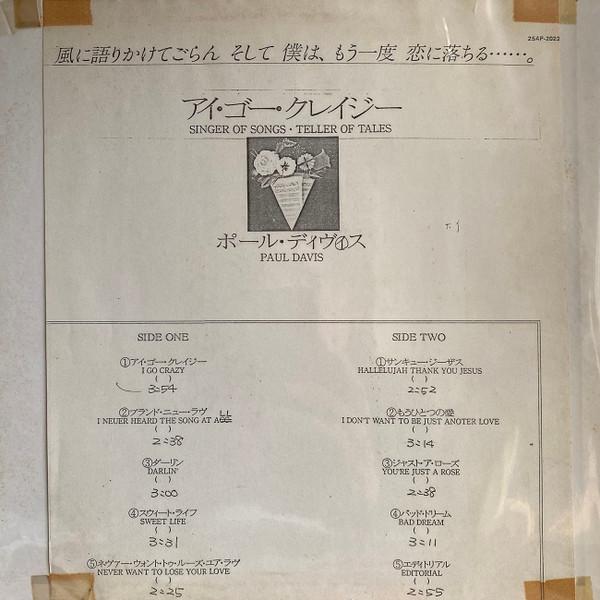 25AP-2022
風に語りかけてごらん そして 僕は、もう一度 恋に落ちる……。
アイ・ゴー・クレイジー
SINGER OF SONGS・TELLER OF TALES
ポール・ディヴィス
PAUL DAVIS
SIDE ONE
①アイ・ゴー・クレイジー
I GO CRAZY
( )
3:54
②ブランド・ニュー・ラヴ
I NEUER HEARD THE SONG AT ALL
( )
2:38
③ダーリン
DARLIN'
( )
3:00
④スウィート・ライフ
SWEET LIFE
( )
3:31
⑤ネヴァー・ウォント・トゥ・ルーズ・ユア・ラヴ
NEVER WANT TO LOSE YOUR LOVE
( )
2:25
SIDE TWO
①サンキュー・ジーザス
HALLELUJAH THANK YOU JESUS
( )
2:52
②もうひとつの愛
I DON'T WANT TO BE JUST ANOTER LOVE
( )
3:14
③ジャスト・ア・ローズ
YOU'RE JUST A ROSE
( )
2:38
④バッド・ドリーム
BAD DREAM
( )
3:11
⑤エディトリアル
EDITORIAL
( )
2:55